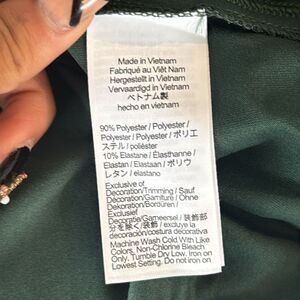 Made in Vietnam
Fabriqué au Viêt Nam
Hergestellt in Vietnam
Vervaardigd in Vietnam
ベトナム製
hecho en vietnam
90% Polyester / Polyester /
Polyester / Polyester / ポリエ
ステル / poliéster
10% Elastane / Élasthanne /
Elastan / Elastaan / ポリウ
レタン / elastano
Exclusive of
Decoration/Trimming / Sauf
Décoration/Garniture / Ohne
Dekoration/Bordüren /
Exclusief
Decoratie/Garneersel / 装飾部
分を除く / excluye la
decoración/costura decorativa
Machine Wash Cold With Like
Colors, Non-Chlorine Bleach
Only, Tumble Dry Low, Iron on
Lowest Setting. Do not iron on